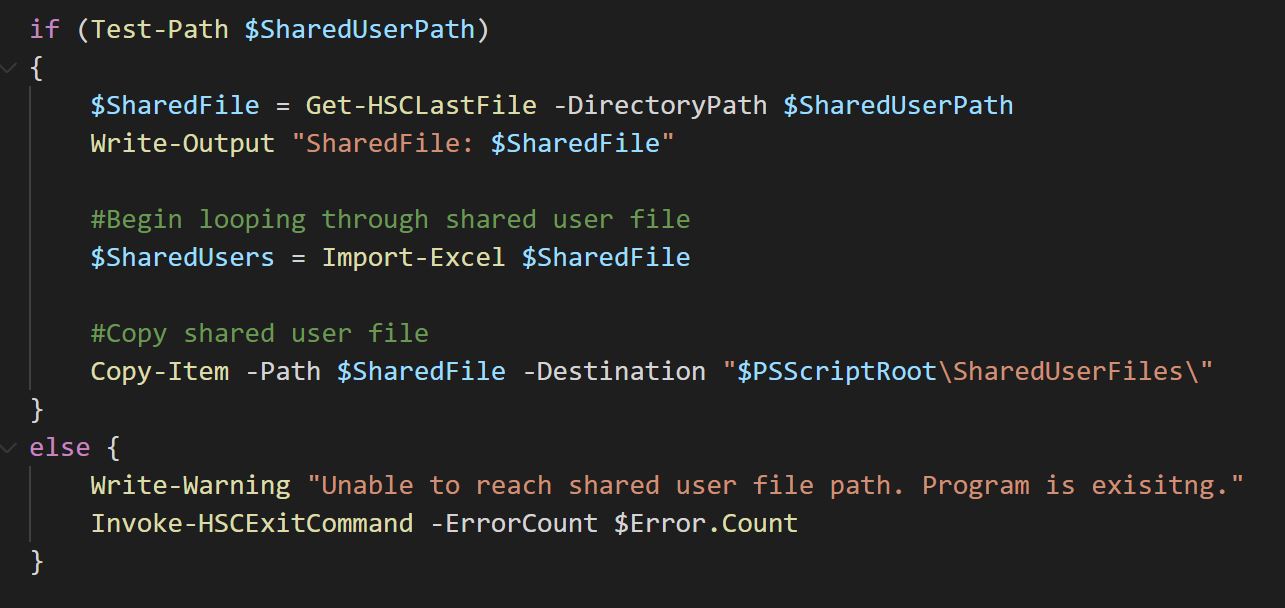 if (Test-Path $SharedUserPath)
{
    $SharedFile = Get-HSCLastFile -DirectoryPath $SharedUserPath
    Write-Output "SharedFile: $SharedFile"

    #Begin looping through shared user file
    $SharedUsers = Import-Excel $SharedFile

    #Copy shared user file
    Copy-Item -Path $SharedFile -Destination "$PSScriptRoot\SharedUserFiles\"
}
else {
    Write-Warning "Unable to reach shared user file path. Program is exisitng."
    Invoke-HSCExitCommand -ErrorCount $Error.Count
}